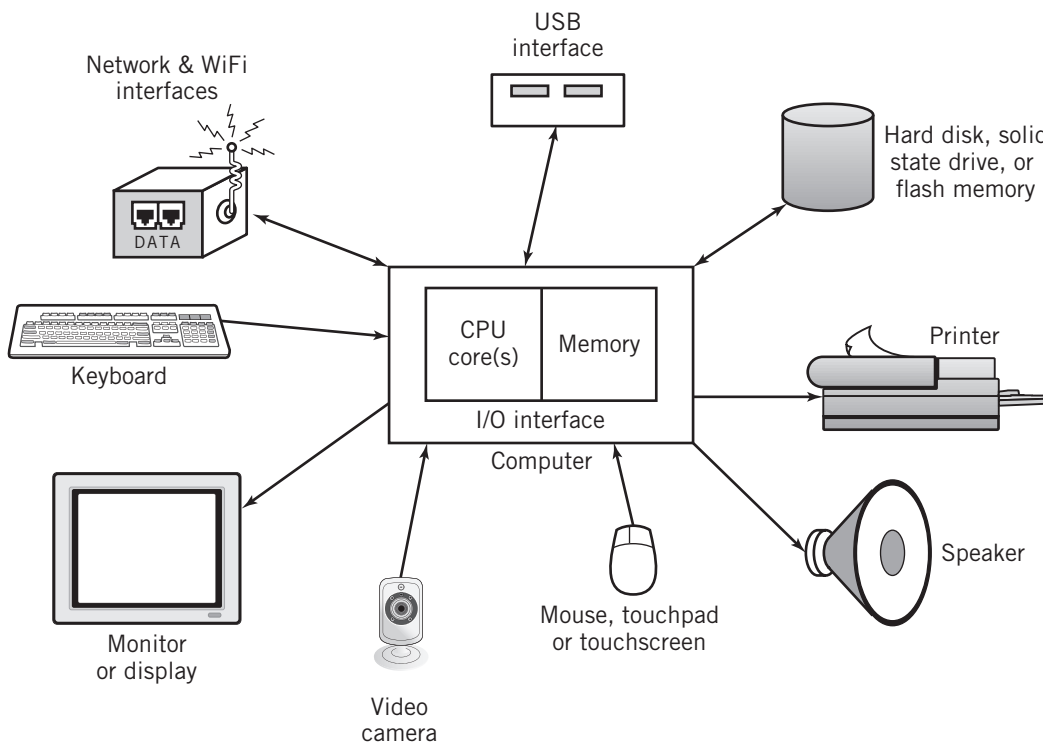 USB
interface
Network & WiFi
interfaces
Hard disk, solid
state drive, or
flash memory
DATA
CPU
core(s)
Memory
Printer
Keyboard
I/O interface
Computer
Speaker
Mouse, touchpad
or touchscreen
Monitor
or display
Video
camera